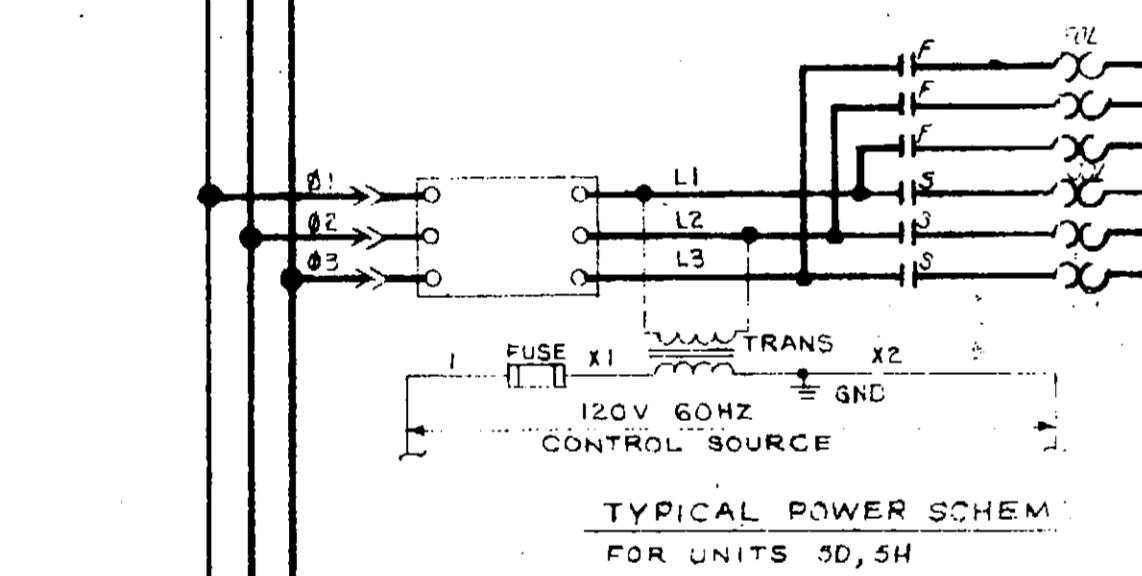 F
F
F
Ø1
L1
S
Ø2
L2
S
Ø3
L3
S
TRANS
1
FUSE
X1
X2
GND
120V 60HZ
CONTROL SOURCE
TYPICAL POWER SCHEM
FOR UNITS 5D, 5H